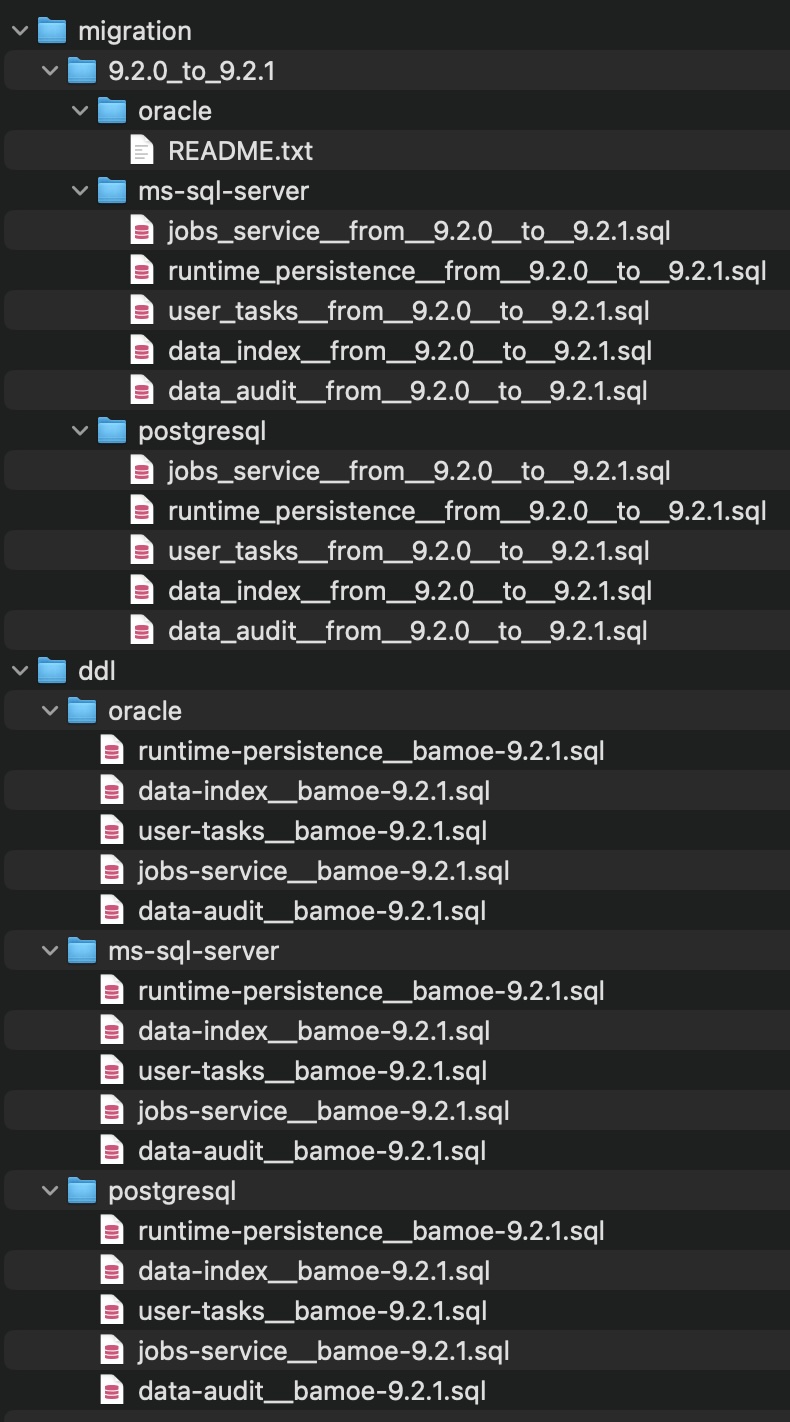 migration
9.2.0_to_9.2.1
oracle
README.txt
ms-sql-server
jobs_service__from__9.2.0__to__9.2.1.sql
runtime_persistence__from__9.2.0__to__9.2.1.sql
user_tasks__from__9.2.0__to__9.2.1.sql
data_index__from__9.2.0__to__9.2.1.sql
data_audit__from__9.2.0__to__9.2.1.sql
postgresql
jobs_service__from__9.2.0__to__9.2.1.sql
runtime_persistence__from__9.2.0__to__9.2.1.sql
user_tasks__from__9.2.0__to__9.2.1.sql
data_index__from__9.2.0__to__9.2.1.sql
data_audit__from__9.2.0__to__9.2.1.sql
ddl
oracle
runtime-persistence__bamoe-9.2.1.sql
data-index__bamoe-9.2.1.sql
user-tasks__bamoe-9.2.1.sql
jobs-service__bamoe-9.2.1.sql
data-audit__bamoe-9.2.1.sql
ms-sql-server
runtime-persistence__bamoe-9.2.1.sql
data-index__bamoe-9.2.1.sql
user-tasks__bamoe-9.2.1.sql
jobs-service__bamoe-9.2.1.sql
data-audit__bamoe-9.2.1.sql
postgresql
runtime-persistence__bamoe-9.2.1.sql
data-index__bamoe-9.2.1.sql
user-tasks__bamoe-9.2.1.sql
jobs-service__bamoe-9.2.1.sql
data-audit__bamoe-9.2.1.sql